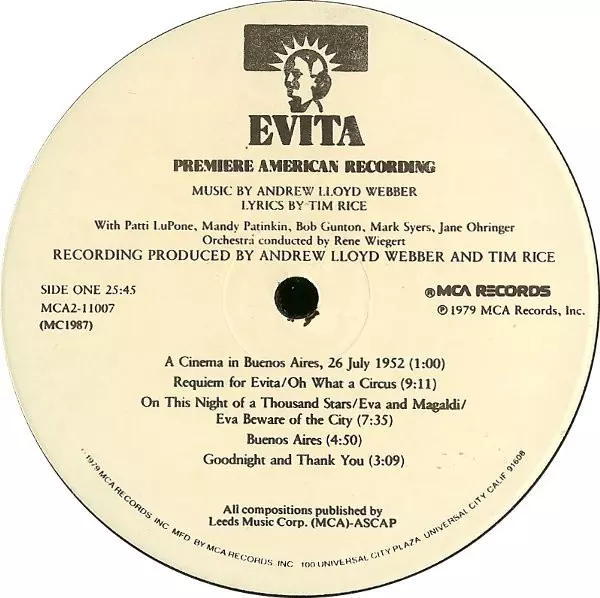 EVITA
PREMIERE AMERICAN RECORDING
MUSIC BY ANDREW LLOYD WEBBER
LYRICS BY TIM RICE
With Patti LuPone, Mandy Patinkin, Bob Gunton, Mark Syers, Jane Ohringer
Orchestra conducted by Rene Wiegert
RECORDING PRODUCED BY ANDREW LLOYD WEBBER AND TIM RICE
SIDE ONE 25:45
MCA2-11007
(MC1987)
®MCA RECORDS
℗ 1979 MCA Records, Inc.
A Cinema in Buenos Aires, 26 July 1952 (1:00)
Requiem for Evita/Oh What a Circus (9:11)
On This Night of a Thousand Stars/Eva and Magaldi/
Eva Beware of the City (7:35)
Buenos Aires (4:50)
Goodnight and Thank You (3:09)
All compositions published by
Leeds Music Corp. (MCA)-ASCAP
1979 MCA RECORDS INC MFD. BY MCA RECORDS, INC 100 UNIVERSAL CITY PLAZA, UNIVERSAL CITY CALIF 91608